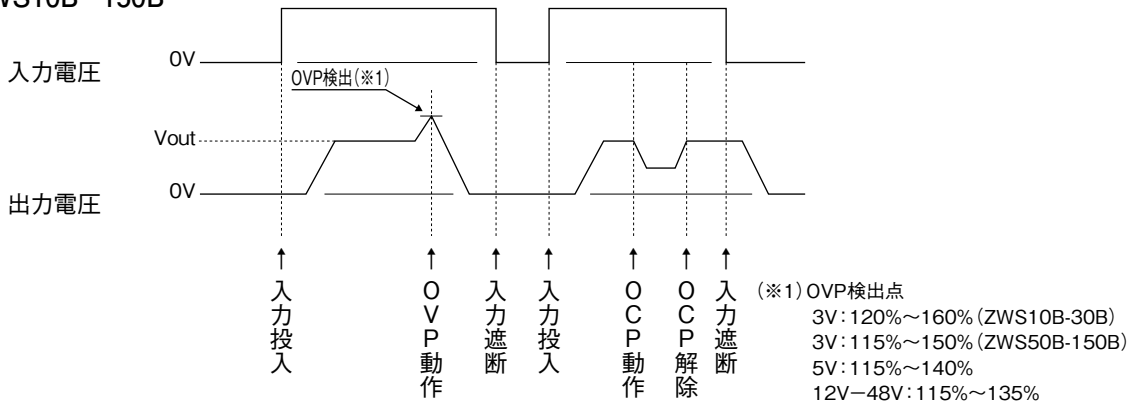 WS10B 150B
入力電圧
0V
OVP検出(※1)
Vout
出力電圧
0V
入力投入
OVP動作
入力遮断
入力投入
OCP動作
OCP解除
入力遮断
(※1)OVP検出点
3V:120%～160%(ZWS10B-30B)
3V:115%～150%(ZWS50B-150B)
5V:115%～140%
12V－48V:115%～135%